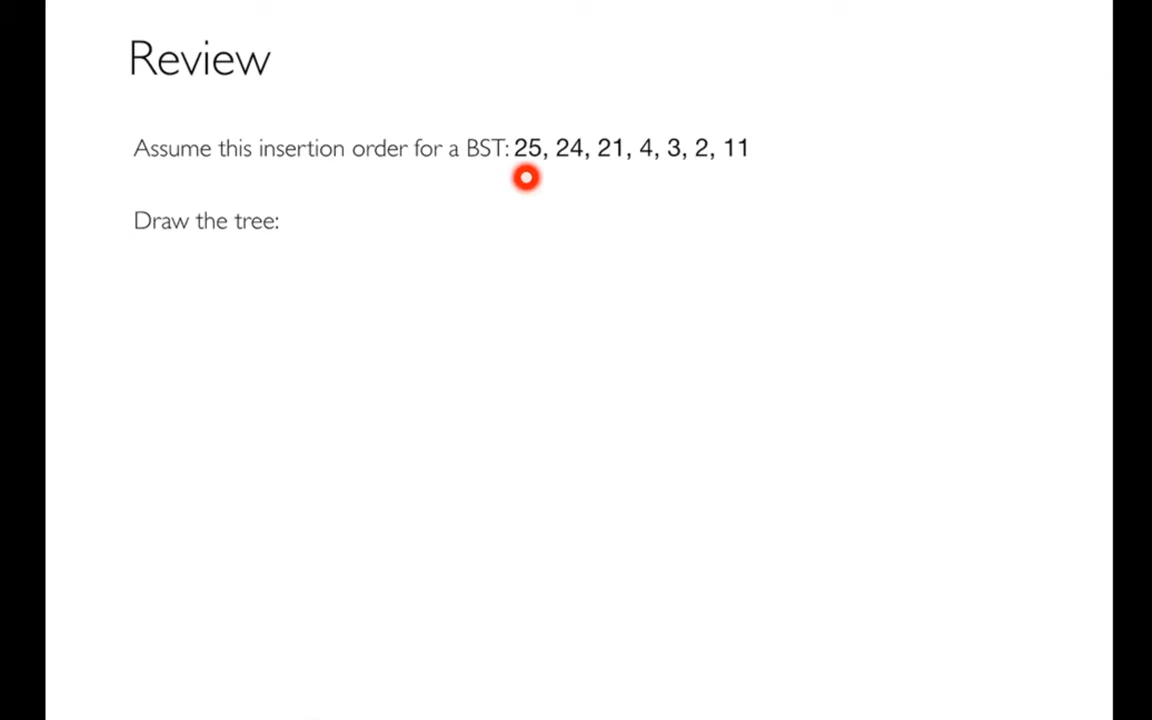 Review
Assume this insertion order for a BST: 25, 24, 21, 4, 3, 2, 11
Draw the tree: